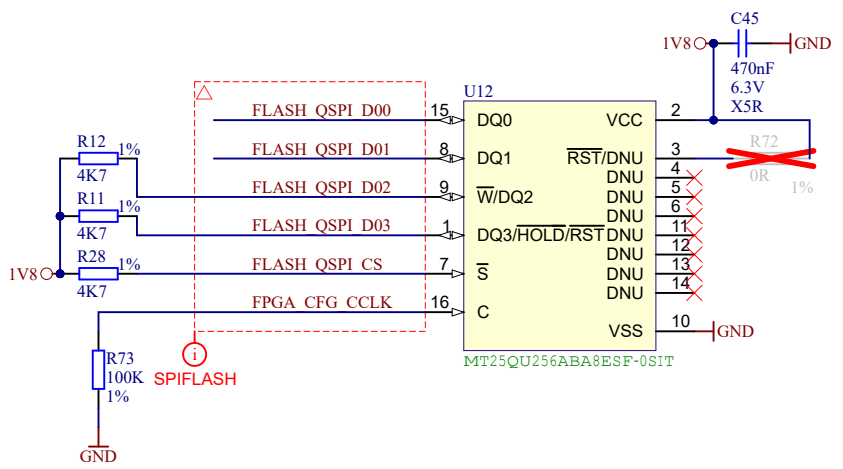 C45
1V8
GND
470nF
6.3V
X5R
U12
FLASH_QSPI_D00
15
DQ0
VCC
2
R12
1%
4K7
FLASH_QSPI_D01
8
DQ1
RST/DNU
3
R72
0R
1%
DNU
4
FLASH_QSPI_D02
9
W/DQ2
DNU
5
R11
1%
4K7
DNU
6
FLASH_QSPI_D03
1
DQ3/HOLD/RST
DNU
11
DNU
12
R28
1%
4K7
1V8
FLASH_QSPI_CS
7
S
DNU
13
DNU
14
FPGA_CFG_CCLK
16
C
VSS
10
GND
MT25QU256ABA8ESF-0SIT
R73
100K
1%
i
SPIFLASH
GND